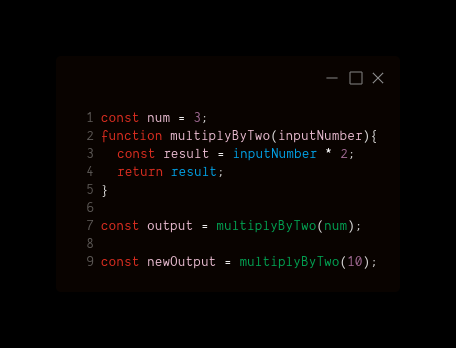 1 const num = 3;
2 function multiplyByTwo(inputNumber){
3   const result = inputNumber * 2;
4   return result;
5 }
6
7 const output = multiplyByTwo(num);
8
9 const newOutput = multiplyByTwo(10);